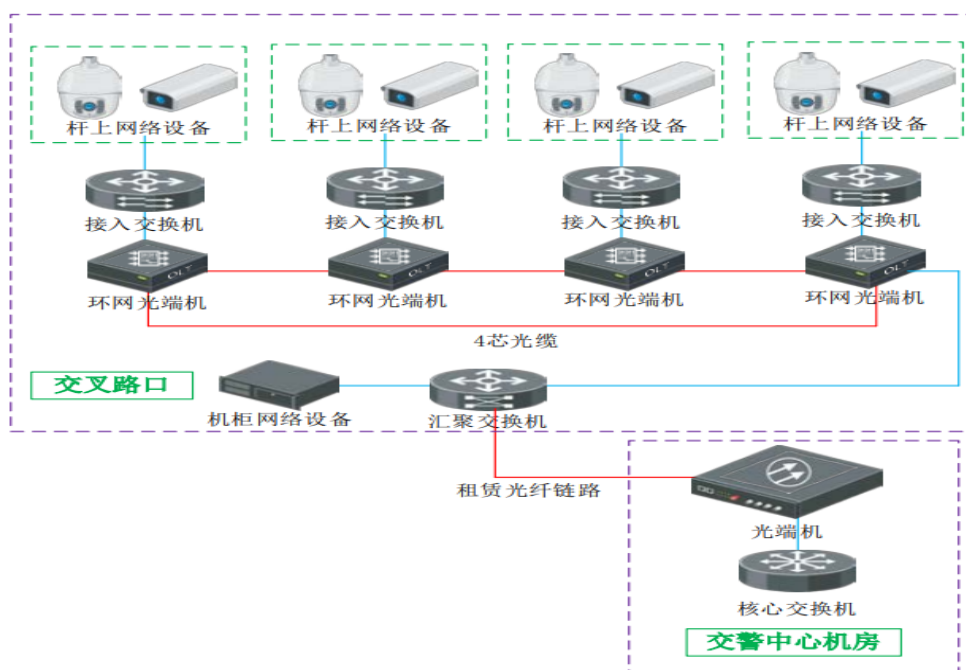 杆上网络设备
杆上网络设备
杆上网络设备
杆上网络设备
接入交换机
接入交换机
接入交换机
接入交换机
OLT
OLT
OLT
OLT
环网光端机
环网光端机
环网光端机
环网光端机
4芯光缆
交叉路口
机柜网络设备
汇聚交换机
租赁光纤链路
光端机
核心交换机
交警中心机房